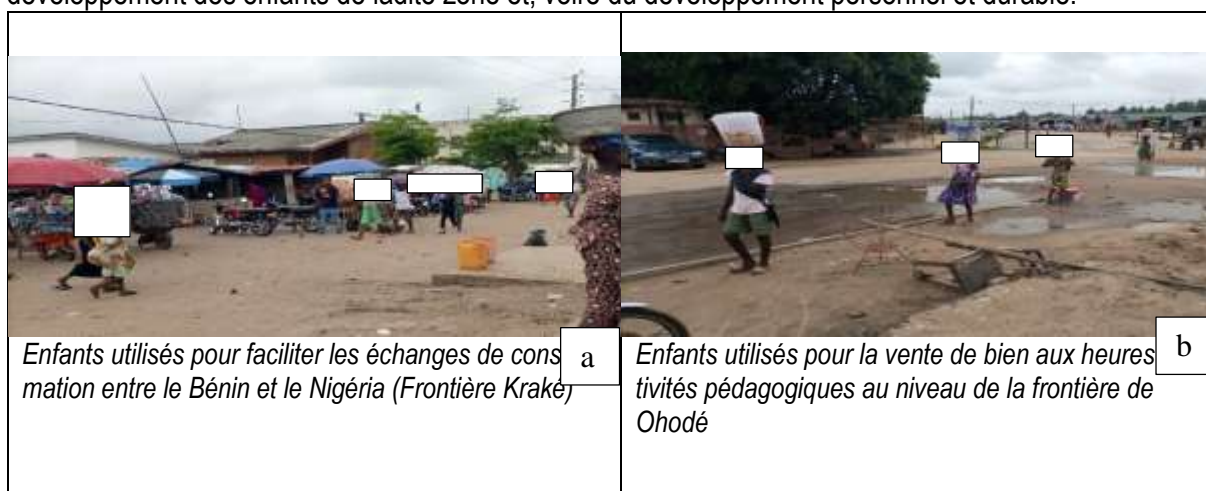 développement des enfants de ladite zone et, voire du développement personnel et durable.
Enfants utilisés pour faciliter les échanges de cons
mation entre le Bénin et le Nigéria (Frontière Krakè)
a
Enfants utilisés pour la vente de bien aux heures
tivités pédagogiques au niveau de la frontière de
Ohodé
b